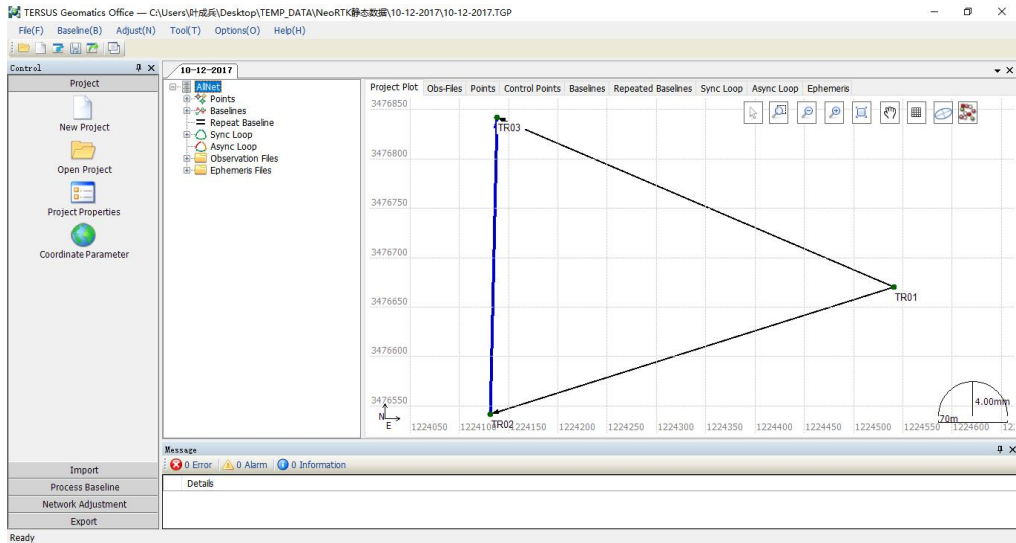 TERSUS Geomatics Office — C:\Users\叶成兵\Desktop\TEMP_DATA\NeoRTK静态数据\10-12-2017\10-12-2017.TGP
File(F) Baseline(B) Adjust(N) Tool(T) Options(O) Help(H)
Control
10-12-2017
Project
New Project
Open Project
Project Properties
Coordinate Parameter
Import
Process Baseline
Network Adjustment
Export
AllNet
Points
Baselines
Repeat Baseline
Sync Loop
Async Loop
Observation Files
Ephemeris Files
Project Plot Obs-Files Points Control Points Baselines Repeated Baselines Sync Loop Async Loop Ephemeris
3476850
TR03
3476800
3476750
3476700
3476650
TR01
3476600
3476550
4.00mm
70m
N
E
TR02
1224050 1224100 1224150 1224200 1224250 1224300 1224350 1224400 1224450 1224500 1224550 1224600
Message
0 Error 0 Alarm 0 Information
Details
Ready